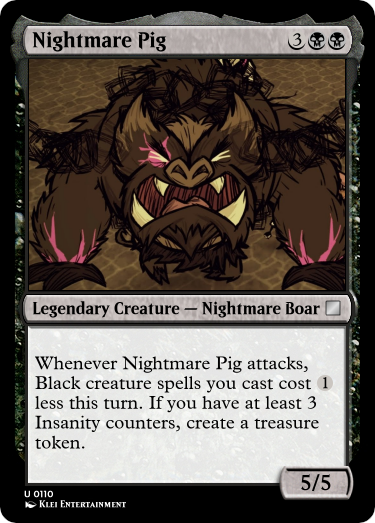 Nightmare Pig 3
Legendary Creature — Nightmare Boar
Whenever Nightmare Pig attacks,
Black creature spells you cast cost 1
less this turn. If you have at least 3
Insanity counters, create a treasure
token.
5/5
U 0110
Klei Entertainment